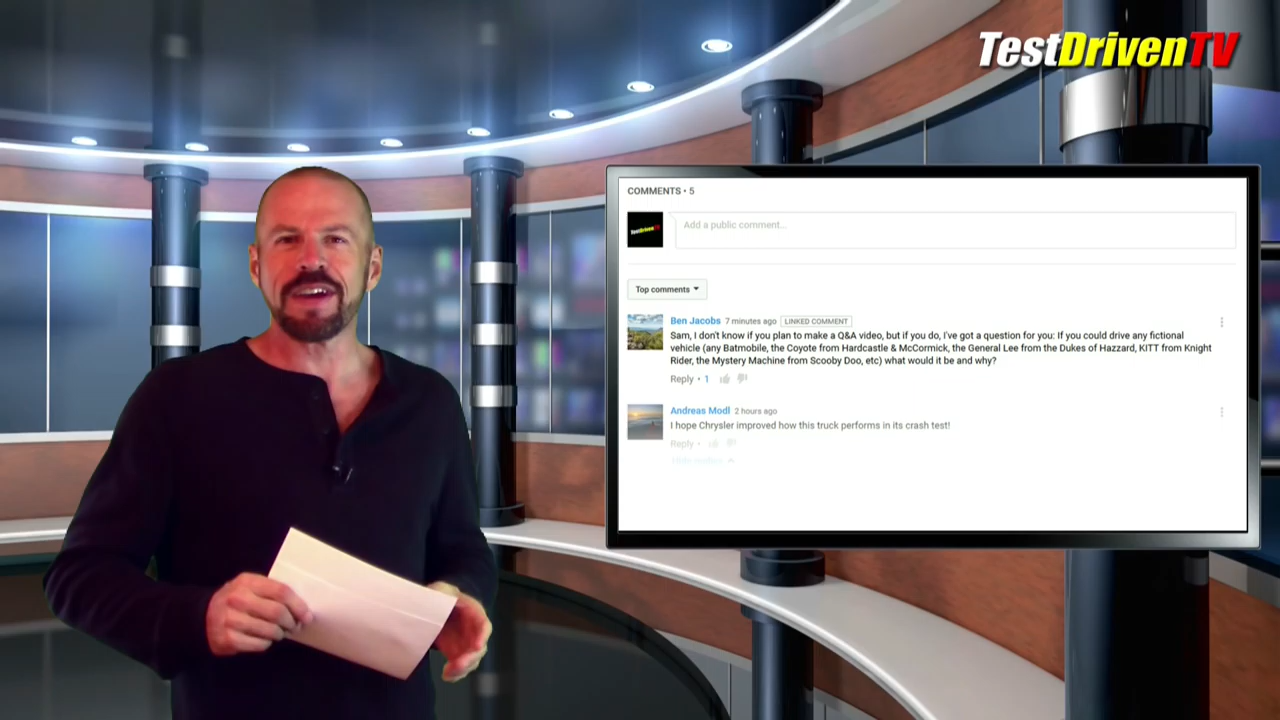 TestDrivenTV
COMMENTS • 5
TestDrivenTV
Add a public comment...
Top comments
Ben Jacobs 7 minutes ago LINKED COMMENT
Sam, I don't know if you plan to make a Q&A video, but if you do, I've got a question for you: If you could drive any fictional
vehicle (any Batmobile, the Coyote from Hardcastle & McCormick, the General Lee from the Dukes of Hazzard, KITT from Knight
Rider, the Mystery Machine from Scooby Doo, etc) what would it be and why?
Reply • 1
Andreas Modl 2 hours ago
I hope Chrysler improved how this truck performs in its crash test!
Reply •
Hide replies